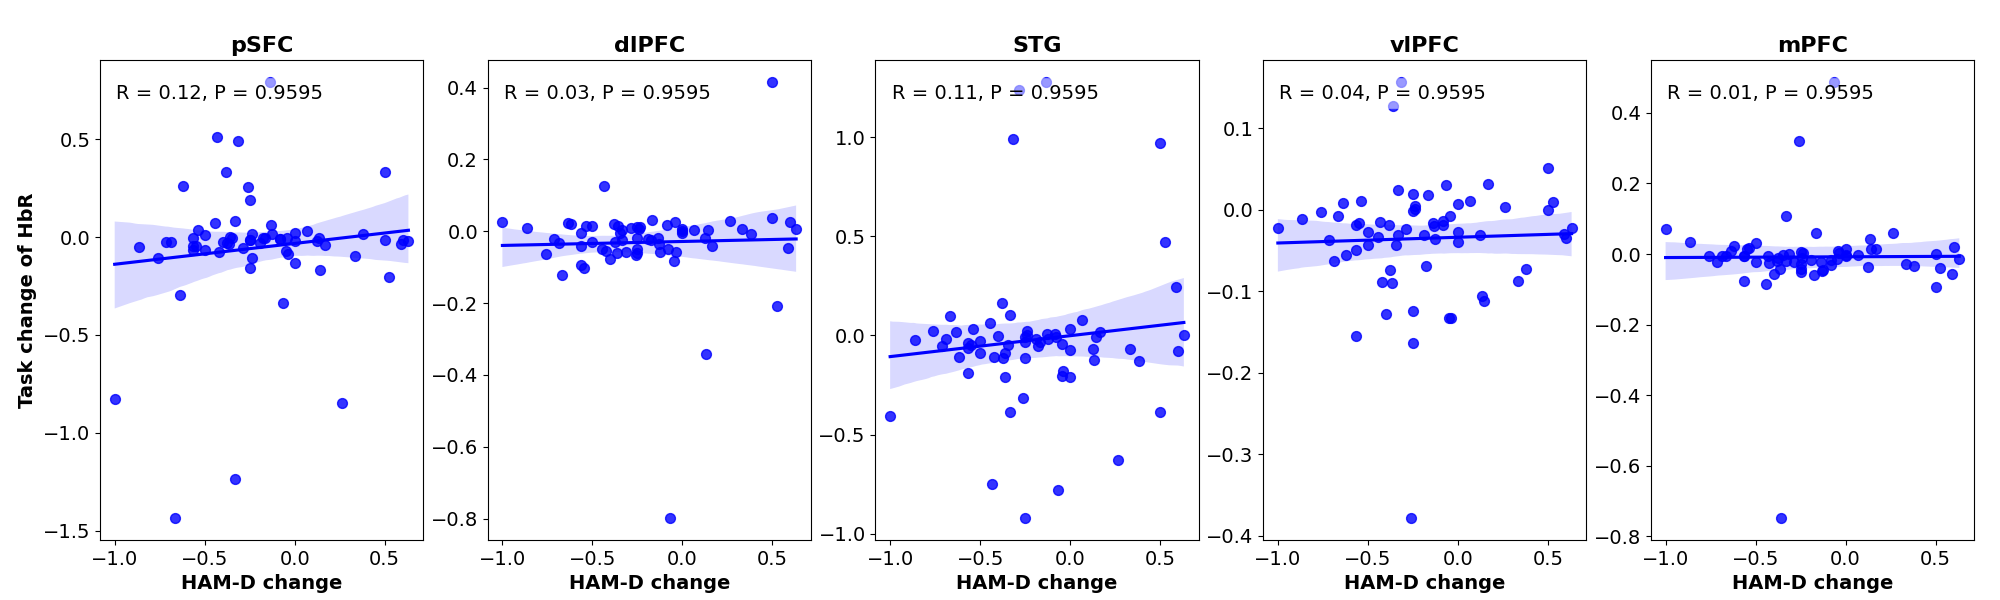 pSFC
dlPFC
STG
vlPFC
mPFC
R = 0.12, P = 0.9595
R = 0.03, P = 0.9595
R = 0.11, P = 0.9595
R = 0.04, P = 0.9595
R = 0.01, P = 0.9595
Task change of HbR
0.5
0.0
−0.5
−1.0
−1.5
0.4
0.2
0.0
−0.2
−0.4
−0.6
−0.8
1.0
0.5
0.0
−0.5
−1.0
0.1
0.0
−0.1
−0.2
−0.3
−0.4
0.4
0.2
0.0
−0.2
−0.4
−0.6
−0.8
−1.0 −0.5 0.0 0.5
−1.0 −0.5 0.0 0.5
−1.0 −0.5 0.0 0.5
−1.0 −0.5 0.0 0.5
−1.0 −0.5 0.0 0.5
HAM-D change
HAM-D change
HAM-D change
HAM-D change
HAM-D change